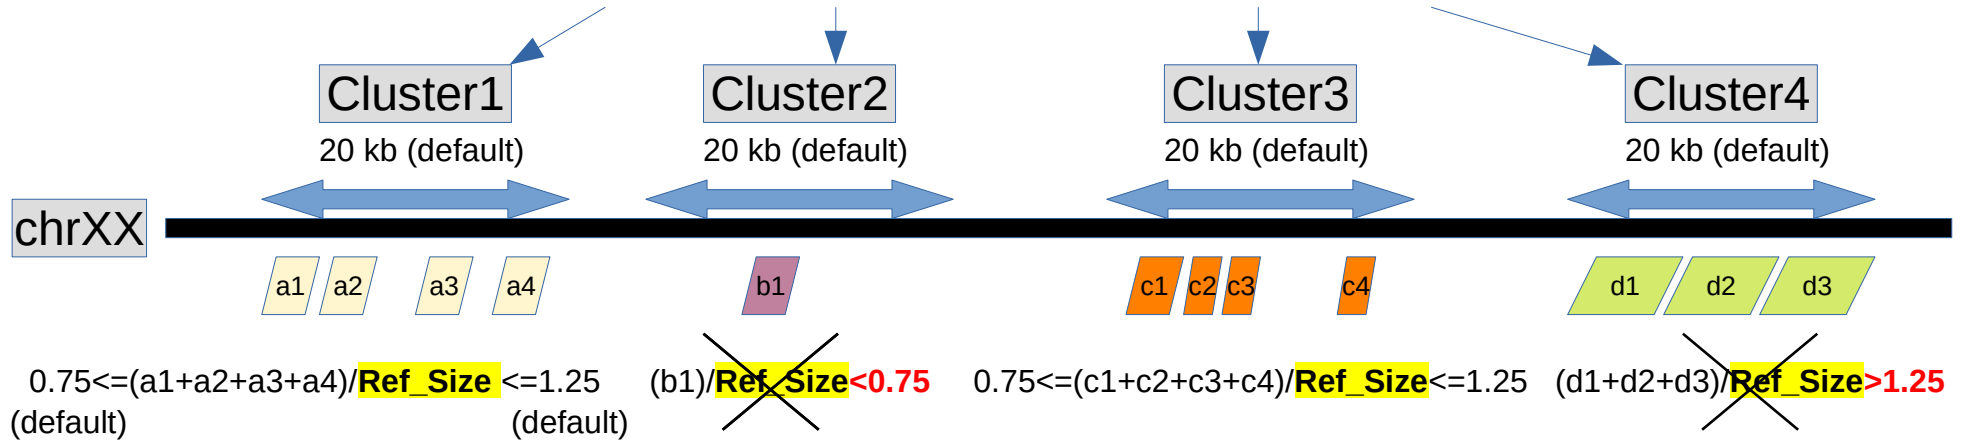 Cluster1 Cluster2 Cluster3 Cluster4
20 kb (default) 20 kb (default) 20 kb (default) 20 kb (default)
chrXX
a1 a2 a3 a4 b1 c1 c2 c3 c4 d1 d2 d3
0.75<=(a1+a2+a3+a4)/Ref_Size <=1.25 (b1)/Ref_Size<0.75 0.75<=(c1+c2+c3+c4)/Ref_Size<=1.25 (d1+d2+d3)/Ref_Size>1.25
(default) (default)